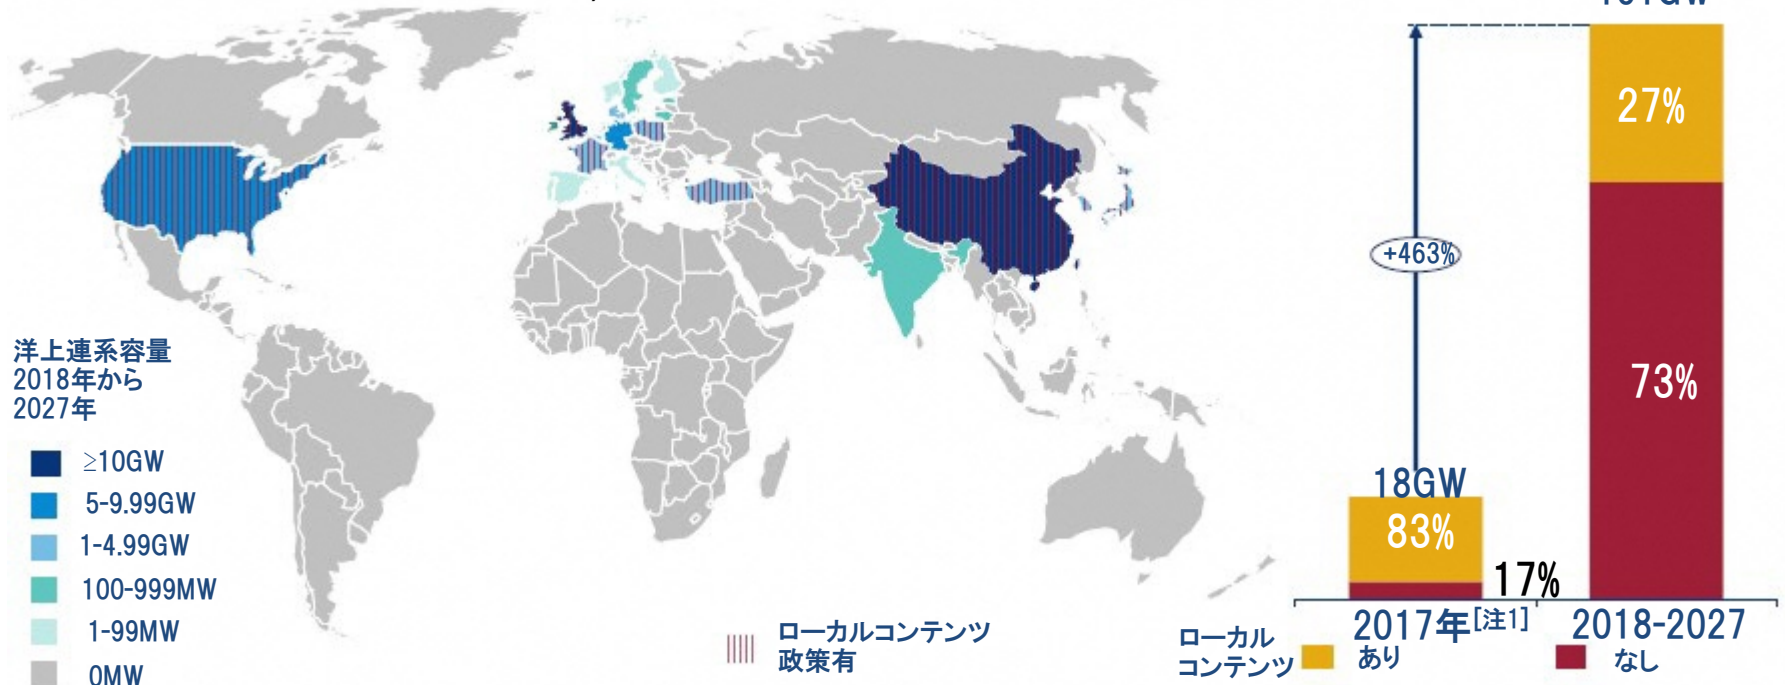 27%
+463%
73%
18GW
83%
17%
2017年[注1]
2018-2027
洋上連系容量
2018年から
2027年
≥10GW
5-9.99GW
1-4.99GW
100-999MW
1-99MW
0MW
ローカルコンテンツ
政策有
ローカル
コンテンツ
あり
なし